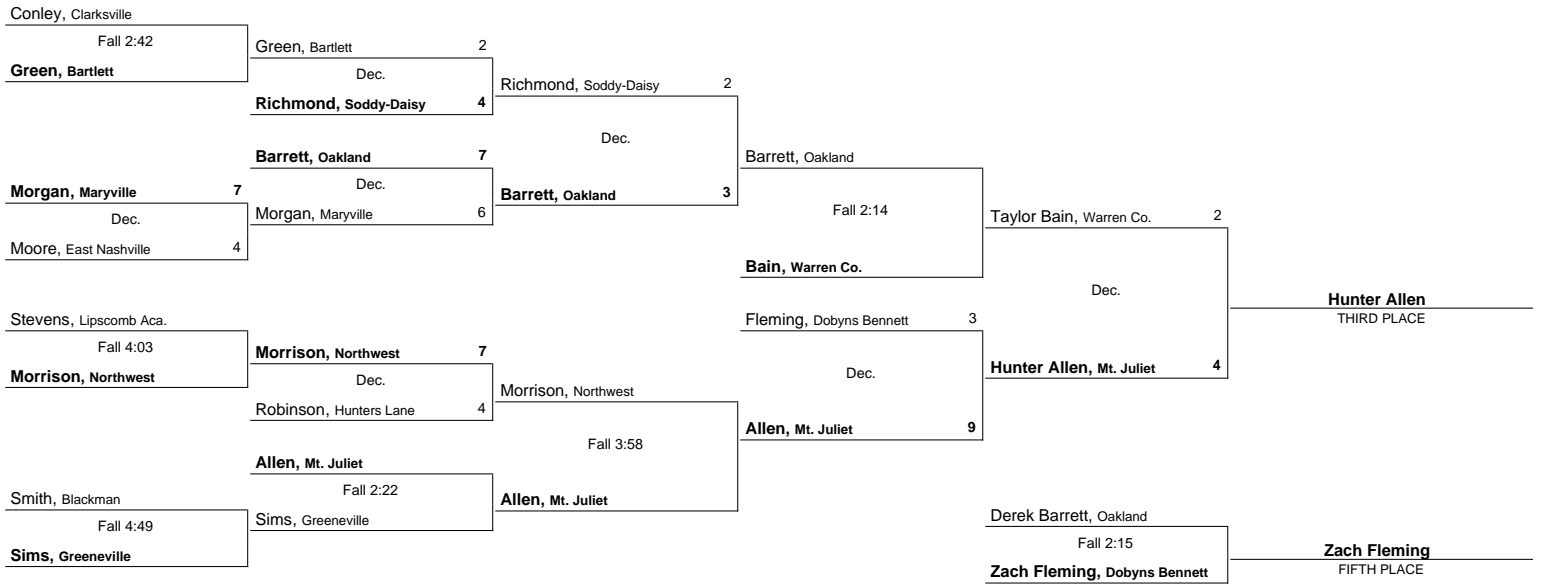 Conley, Clarksville
Fall 2:42
Green, Bartlett
Green, Bartlett 2
Dec.
Richmond, Soddy-Daisy 4
Richmond, Soddy-Daisy 2
Dec.
Barrett, Oakland 3
Barrett, Oakland 7
Dec.
Morgan, Maryville 6
Morgan, Maryville 7
Dec.
Moore, East Nashville 4
Barrett, Oakland
Fall 2:14
Bain, Warren Co.
Taylor Bain, Warren Co. 2
Dec.
Hunter Allen, Mt. Juliet 4
Hunter Allen
THIRD PLACE
Stevens, Lipscomb Aca.
Fall 4:03
Morrison, Northwest
Morrison, Northwest 7
Dec.
Robinson, Hunters Lane 4
Morrison, Northwest
Fall 3:58
Allen, Mt. Juliet
Fleming, Dobyns Bennett 3
Dec.
Allen, Mt. Juliet 9
Allen, Mt. Juliet
Fall 2:22
Sims, Greeneville
Smith, Blackman
Fall 4:49
Sims, Greeneville
Derek Barrett, Oakland
Fall 2:15
Zach Fleming, Dobyns Bennett
Zach Fleming
FIFTH PLACE